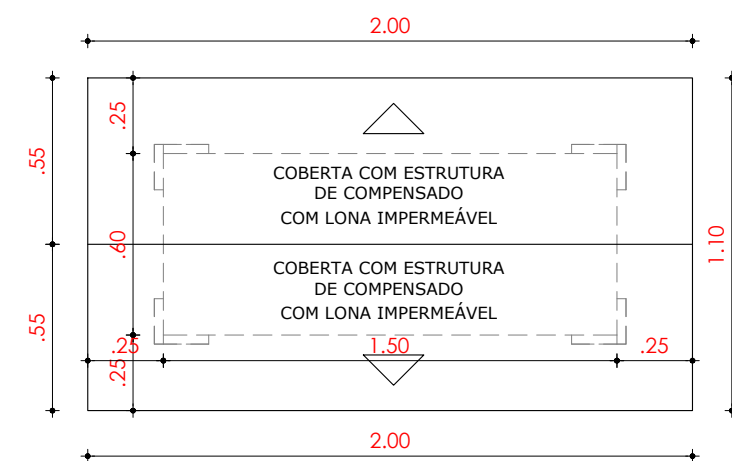 2.00
.25
.55
COBERTA COM ESTRUTURA
DE COMPENSADO
COM LONA IMPERMEÁVEL
.60
1.10
COBERTA COM ESTRUTURA
DE COMPENSADO
COM LONA IMPERMEÁVEL
.55
.25
1.50
.25
.25
2.00